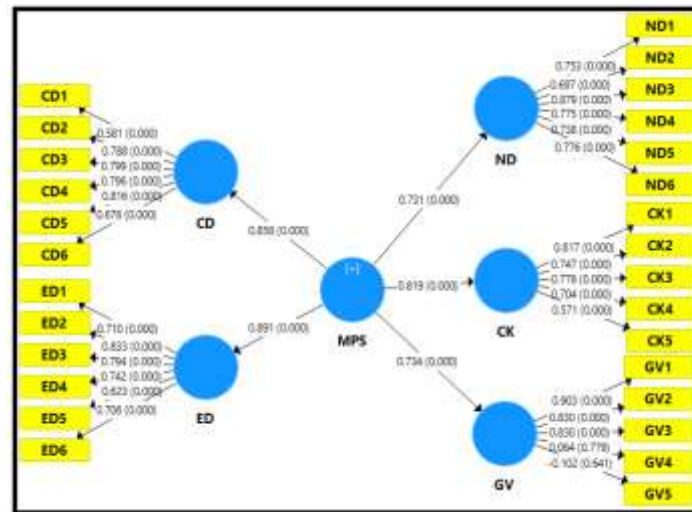 ND1
ND2
ND3
ND4
ND5
ND6
0.753 (0.000)
0.697 (0.000)
0.879 (0.000)
0.775 (0.000)
0.738 (0.000)
0.776 (0.000)
ND
CD1
CD2
CD3
CD4
CD5
CD6
0.581 (0.000)
0.788 (0.000)
0.799 (0.000)
0.796 (0.000)
0.816 (0.000)
0.676 (0.000)
CD
0.858 (0.000)
0.731 (0.000)
[+]
MPS
0.819 (0.000)
0.891 (0.000)
0.734 (0.000)
CK1
CK2
CK3
CK4
CK5
0.817 (0.000)
0.747 (0.000)
0.778 (0.000)
0.704 (0.000)
0.571 (0.000)
CK
ED1
ED2
ED3
ED4
ED5
ED6
0.710 (0.000)
0.633 (0.000)
0.794 (0.000)
0.742 (0.000)
0.623 (0.000)
0.706 (0.000)
ED
GV1
GV2
GV3
GV4
GV5
0.903 (0.000)
0.830 (0.000)
0.830 (0.000)
0.064 (0.779)
-0.102 (0.641)
GV